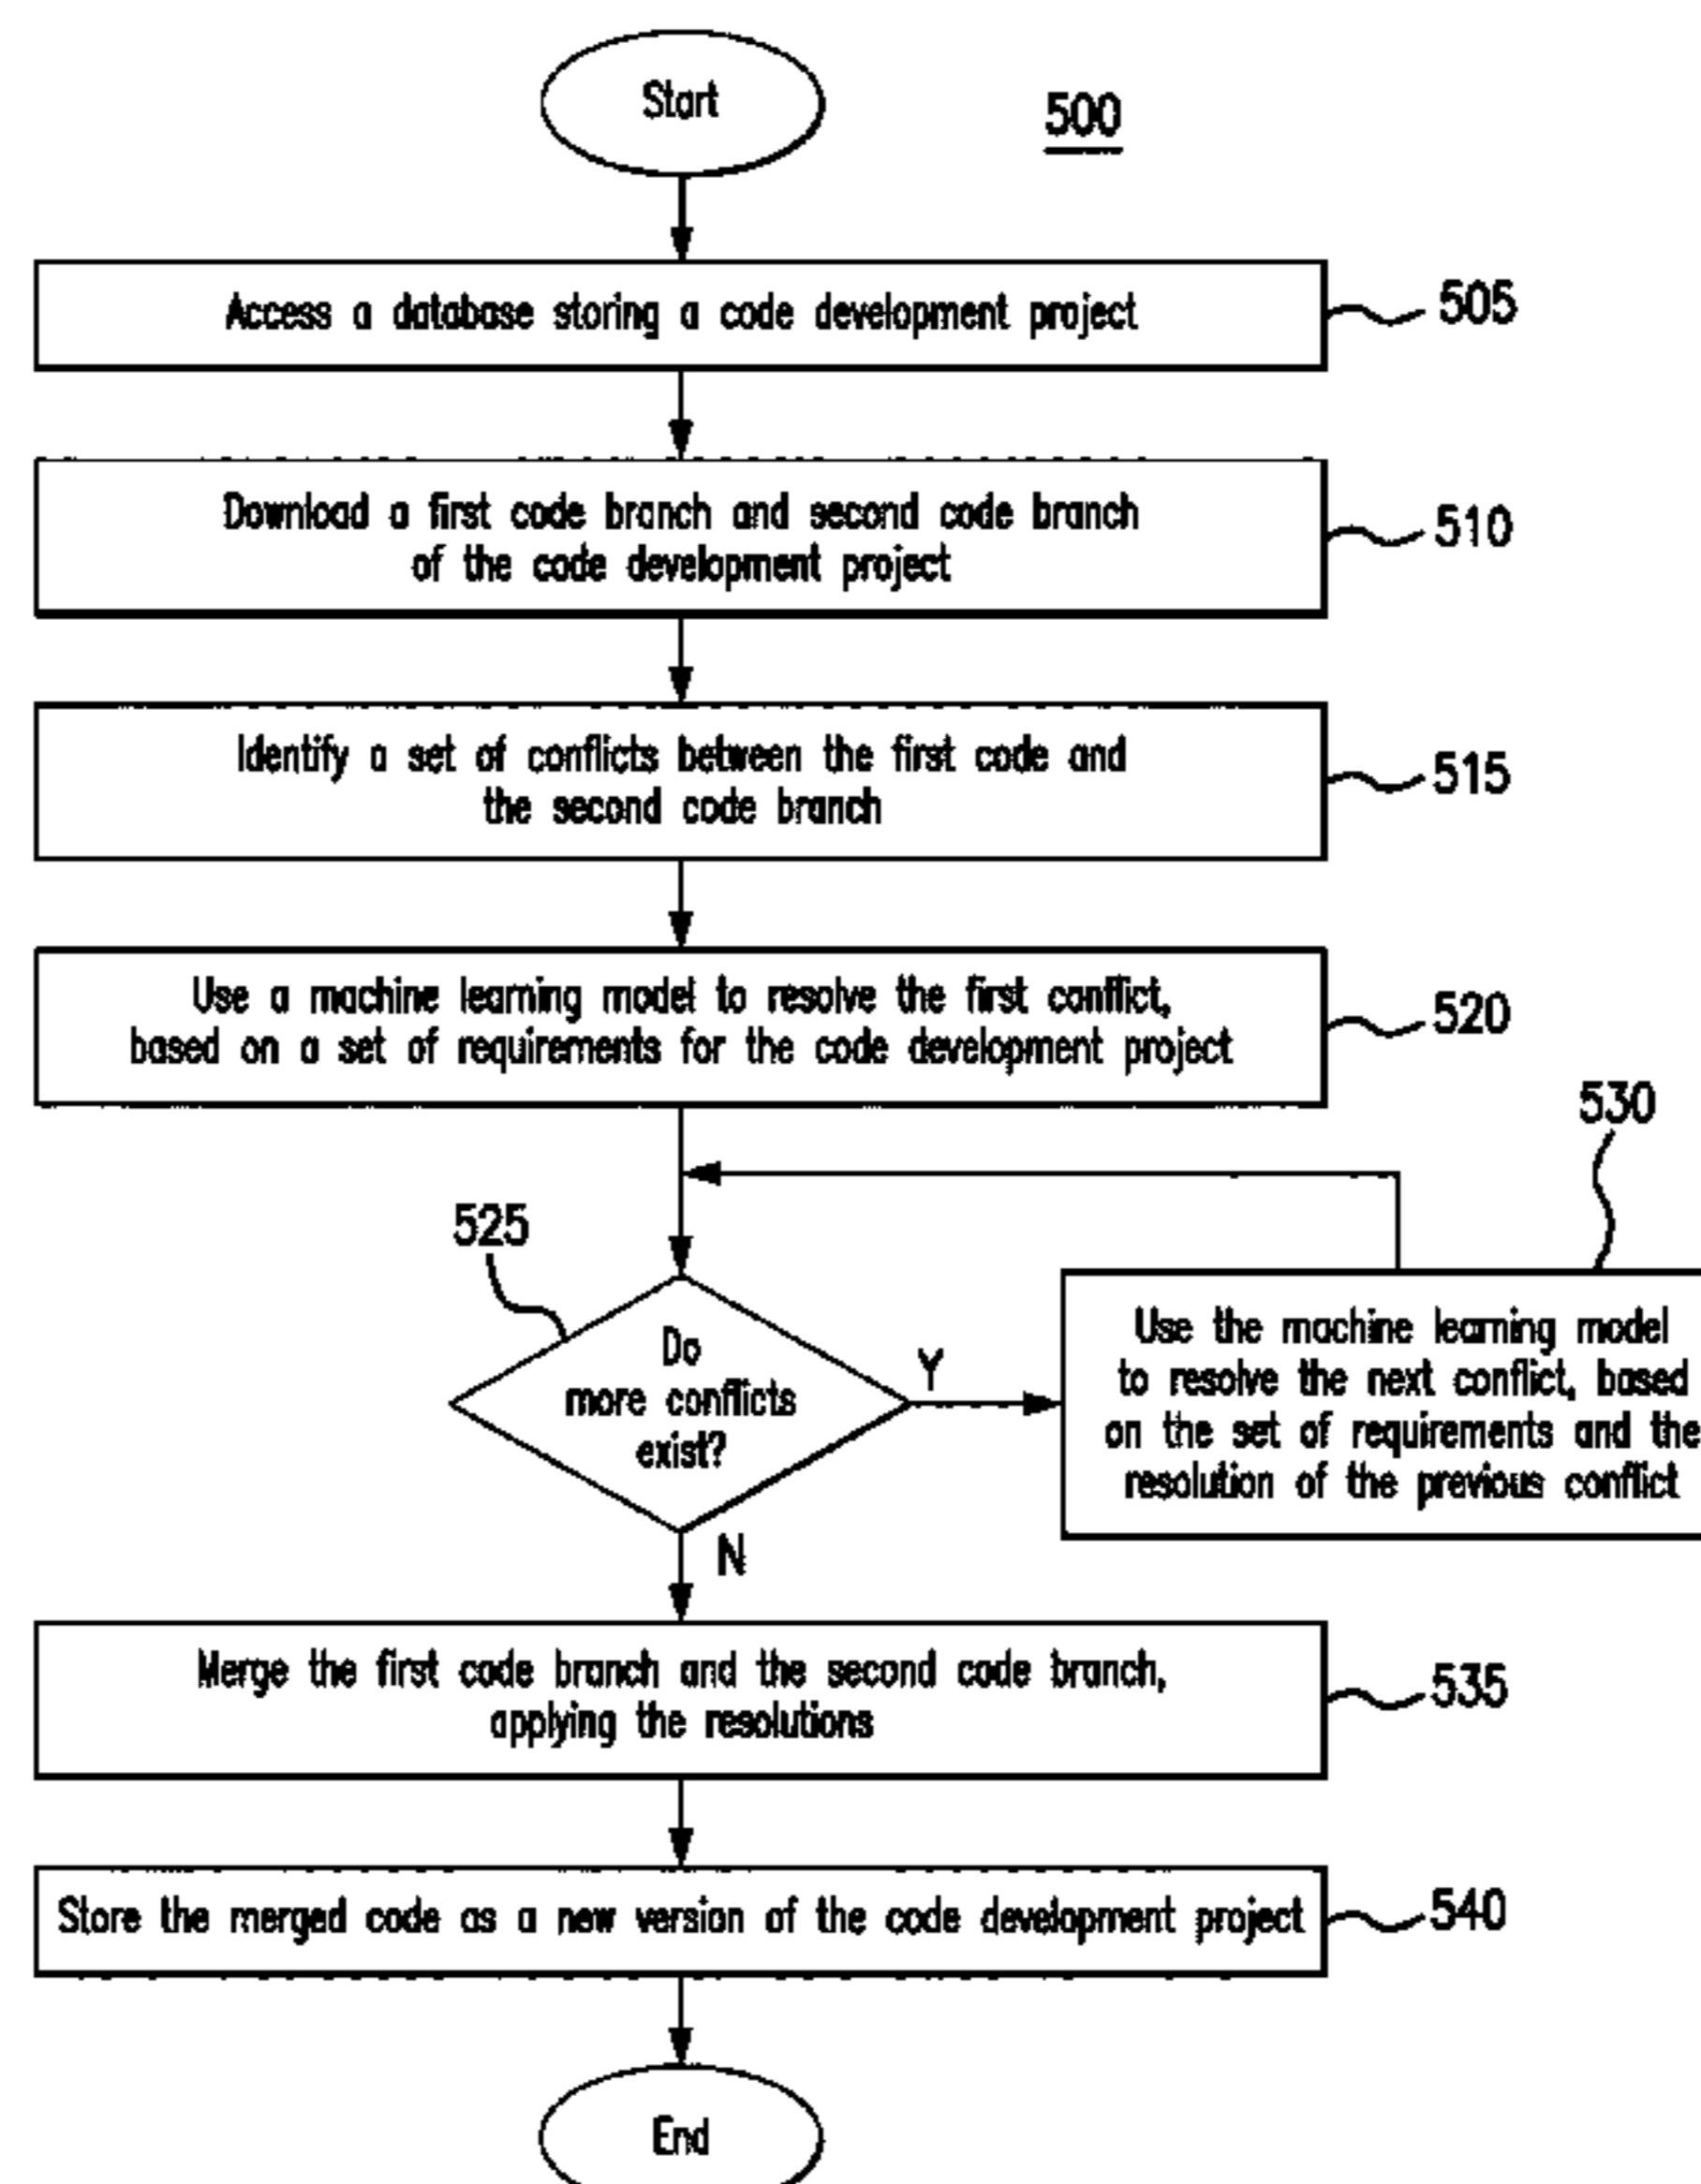 Start
500
Access a database storing a code development project
505
Download a first code branch and second code branch
of the code development project
510
Identify a set of conflicts between the first code and
the second code branch
515
Use a machine learning model to resolve the first conflict,
based on a set of requirements for the code development project
520
530
525
Do
more conflicts
exist?
Y
Use the machine learning model
to resolve the next conflict, based
on the set of requirements and the
resolution of the previous conflict
N
Merge the first code branch and the second code branch,
applying the resolutions
535
Store the merged code as a new version of the code development project
540
End